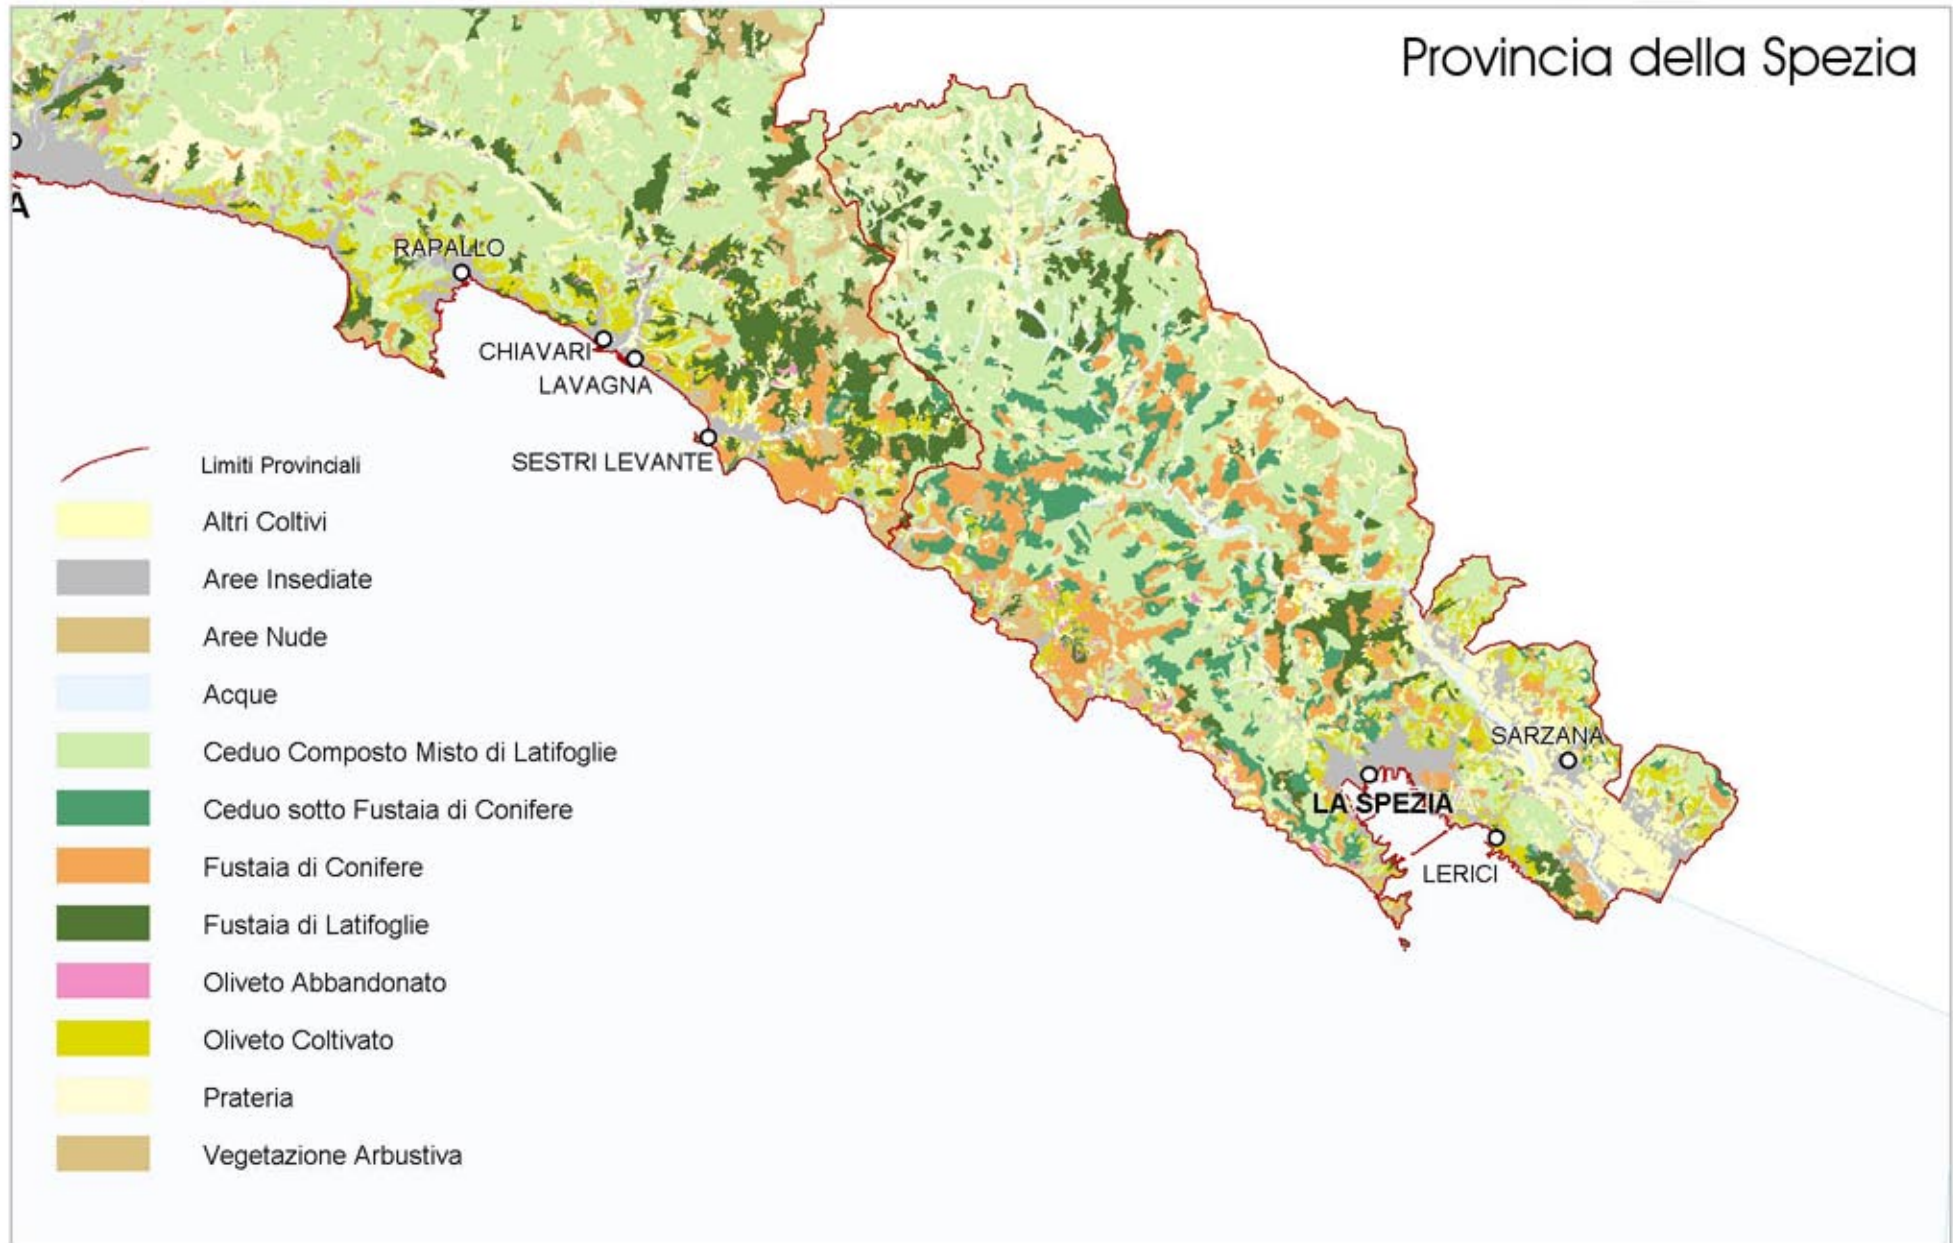 Provincia della Spezia
A
RAPALLO
CHIAVARI
LAVAGNA
SESTRI LEVANTE
SARZANA
LA SPEZIA
LERICI
Limiti Provinciali
Altri Coltivi
Aree Insediate
Aree Nude
Acque
Ceduo Composto Misto di Latifoglie
Ceduo sotto Fustaia di Conifere
Fustaia di Conifere
Fustaia di Latifoglie
Oliveto Abbandonato
Oliveto Coltivato
Prateria
Vegetazione Arbustiva